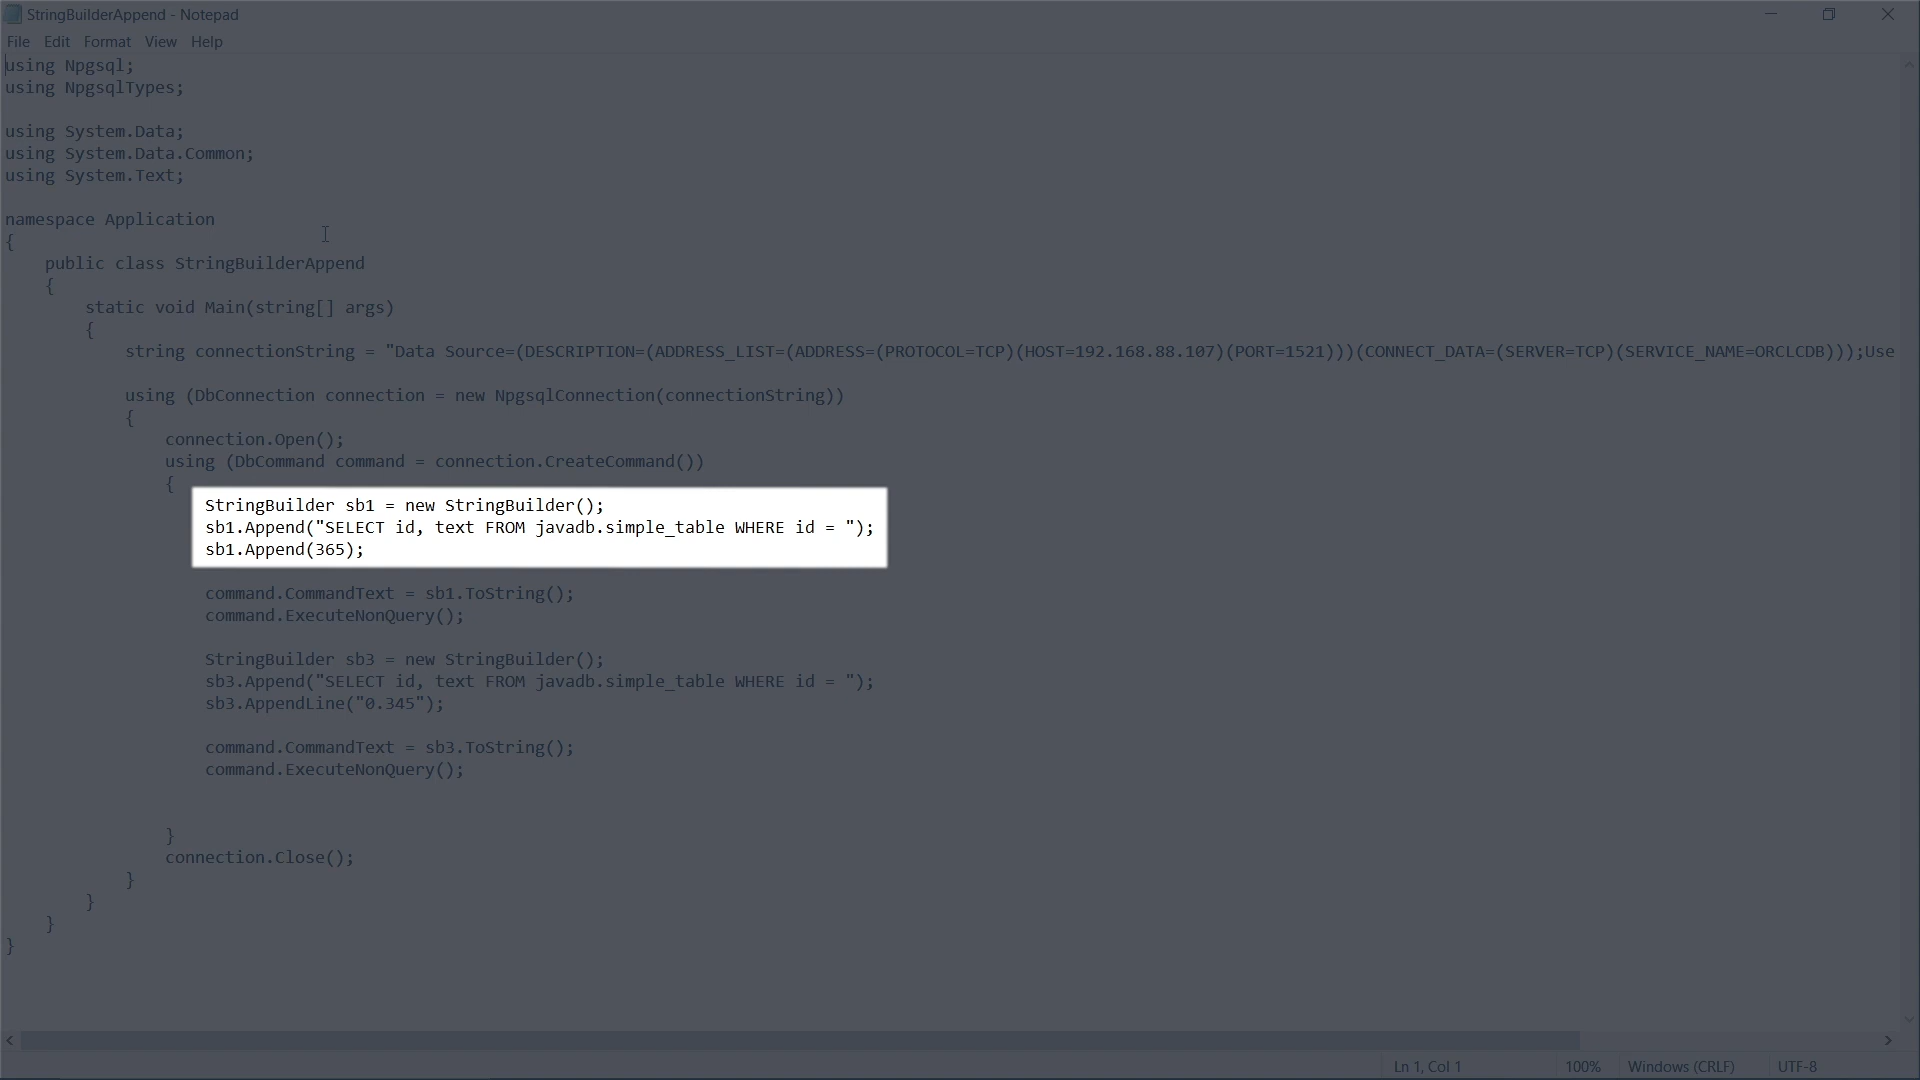 StringBuilderAppend - Notepad
File Edit Format View Help
using Npgsql;
using NpgsqlTypes;
using System.Data;
using System.Data.Common;
using System.Text;
namespace Application
{
public class StringBuilderAppend
{
static void Main(string[] args)
{
string connectionString = "Data Source=(DESCRIPTION=(ADDRESS_LIST=(ADDRESS=(PROTOCOL=TCP)(HOST=192.168.88.107)(PORT=1521)))(CONNECT_DATA=(SERVER=TCP)(SERVICE_NAME=ORCLCDB)));Use
using (DbConnection connection = new NpgsqlConnection(connectionString))
{
connection.Open();
using (DbCommand command = connection.CreateCommand())
{
StringBuilder sb1 = new StringBuilder();
sb1.Append("SELECT id, text FROM javadb.simple_table WHERE id = ");
sb1.Append(365);
command.CommandText = sb1.ToString();
command.ExecuteNonQuery();
StringBuilder sb3 = new StringBuilder();
sb3.Append("SELECT id, text FROM javadb.simple_table WHERE id = ");
sb3.AppendLine("0.345");
command.CommandText = sb3.ToString();
command.ExecuteNonQuery();
}
connection.Close();
}
}
}
}
Ln 1, Col 1 100% Windows (CRLF) UTF-8